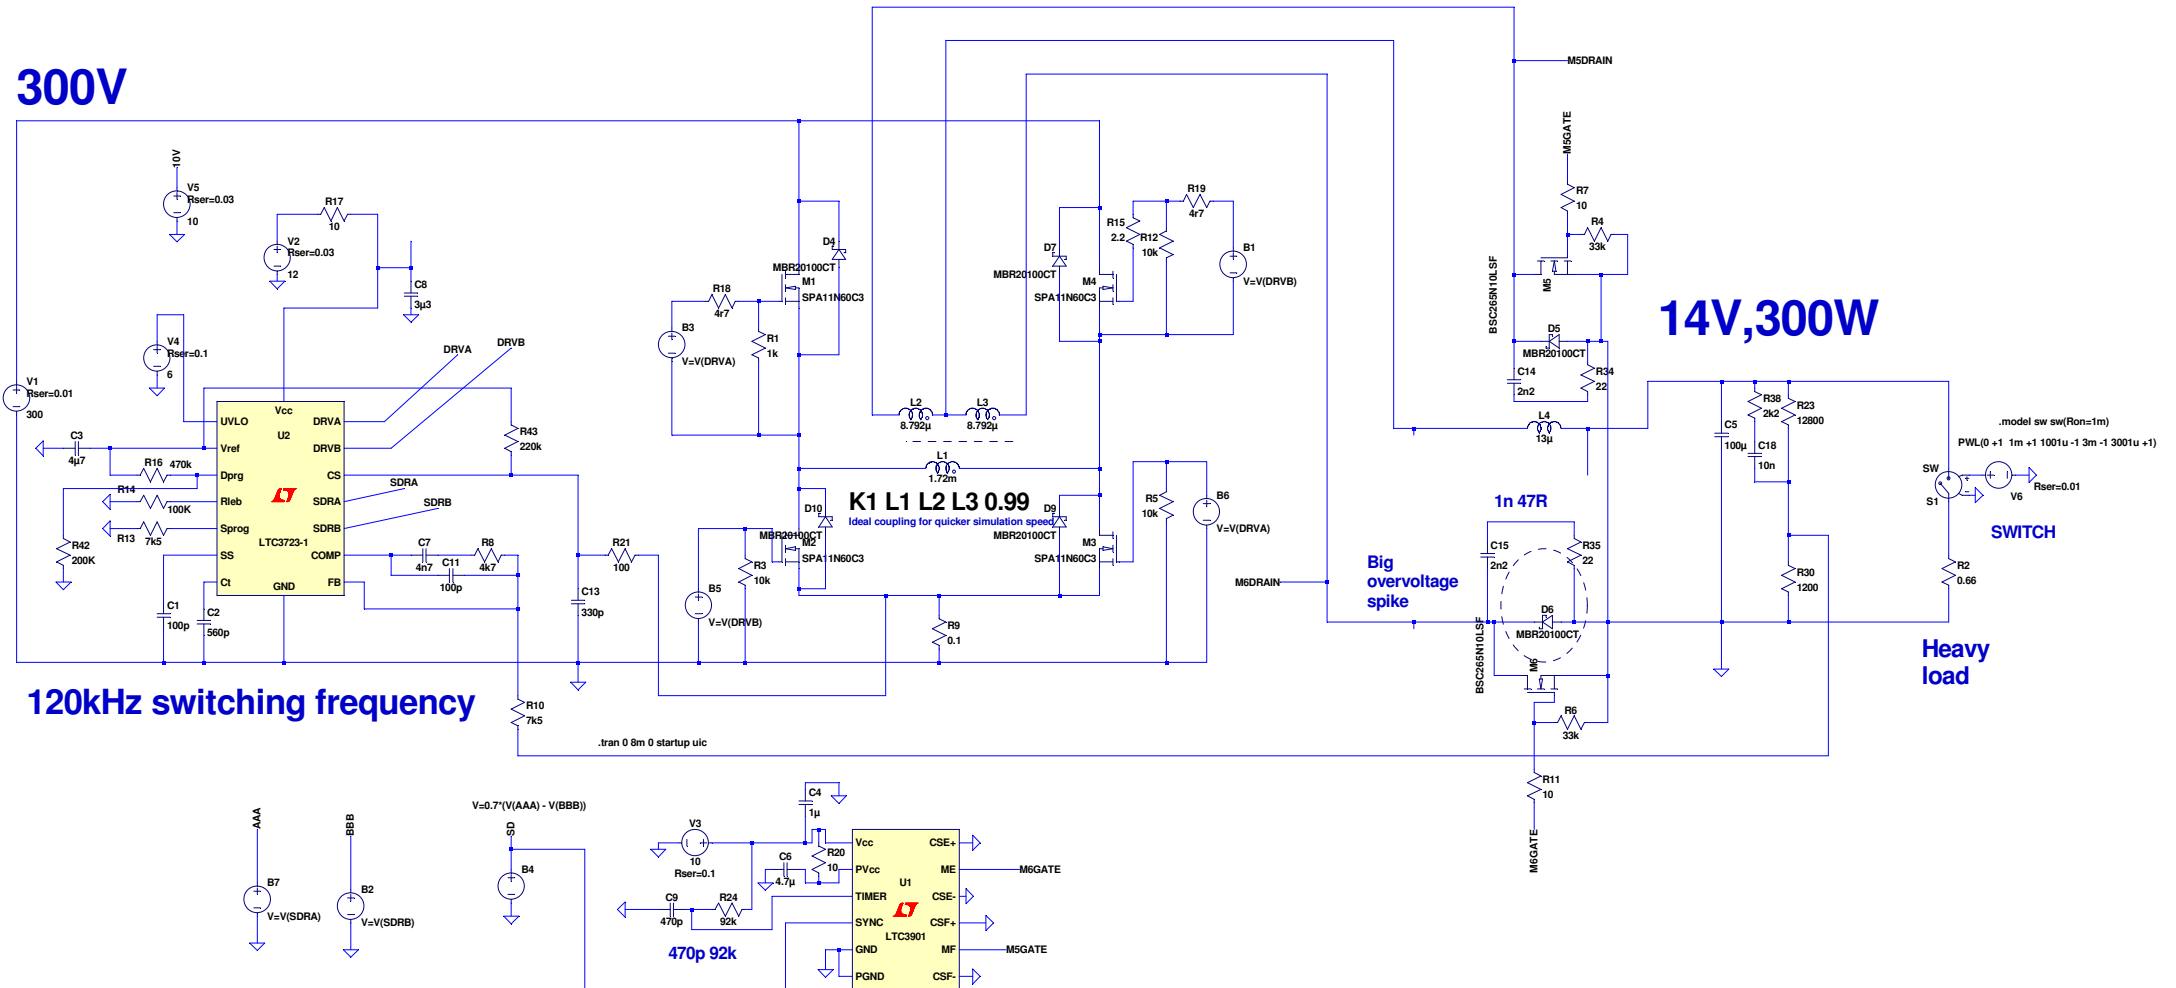 300V
14V,300W
120kHz switching frequency
M5DRAIN
10V
V5
Rser=0.03
10
R17
10
V2
Rser=0.03
12
C8
3µ3
V4
Rser=0.1
6
V1
Rser=0.01
300
DRVA
DRVB
C3
4µ7
R16
470k
R14
100K
R13
7k5
R42
200K
Vcc
U2
UVLO
Vref
Dprg
Rleb
Sprog
SS
Ct
GND
LTC3723-1
DRVA
DRVB
CS
SDRA
SDRB
COMP
FB
R43
220k
SDRA
SDRB
C1
100p
C2
560p
C7
4n7
R8
4k7
C11
100p
R21
100
C13
330p
R10
7k5
D4
MBR20100CT
M1
SPA11N60C3
R18
4r7
B3
V=V(DRVA)
R1
1k
R19
4r7
R15
2.2
R12
10k
B1
V=V(DRVB)
D7
MBR20100CT
M4
SPA11N60C3
L2
8.792µ
L3
8.792µ
L1
1.72m
K1 L1 L2 L3 0.99
Ideal coupling for quicker simulation speed
D10
MBR20100CT
M2
SPA11N60C3
R3
10k
B5
V=V(DRVB)
D9
MBR20100CT
M3
SPA11N60C3
R5
10k
B6
V=V(DRVA)
R9
0.1
M6DRAIN
M5GATE
R7
10
R4
33k
M5
BSC265N10LSF
D5
MBR20100CT
C14
2n2
R34
22
L4
13µ
1n 47R
C15
2n2
R35
22
D6
MBR20100CT
M6
BSC265N10LSF
Big
overvoltage
spike
R6
33k
R11
10
M6GATE
C5
100µ
R38
2k2
C18
10n
R23
12800
R30
1200
.model sw sw(Ron=1m)
PWL(0 +1 1m +1 1001u -1 3m -1 3001u +1)
SW
S1
V6
Rser=0.01
SWITCH
R2
0.66
Heavy
load
.tran 0 8m 0 startup uic
AAA
B7
V=V(SDRA)
BBB
B2
V=V(SDRB)
V=0.7*(V(AAA) - V(BBB))
SD
B4
V3
10
Rser=0.1
C4
1µ
C6
4.7µ
R20
10
C9
470p
R24
92k
470p 92k
Vcc
PVcc
TIMER
SYNC
GND
PGND
U1
LTC3901
CSE+
ME
CSE-
CSF+
MF
CSF-
M6GATE
M5GATE